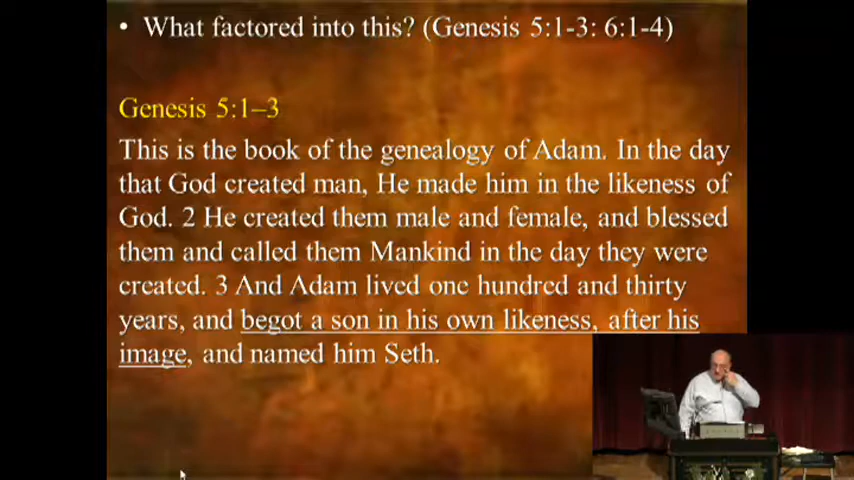 • What factored into this? (Genesis 5:1-3: 6:1-4)
Genesis 5:1–3
This is the book of the genealogy of Adam. In the day
that God created man, He made him in the likeness of
God. 2 He created them male and female, and blessed
them and called them Mankind in the day they were
created. 3 And Adam lived one hundred and thirty
years, and begot a son in his own likeness, after his
image, and named him Seth.